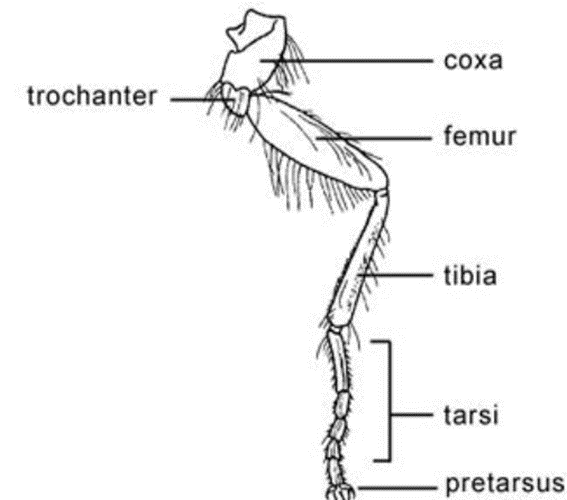 coxa
trochanter
femur
tibia
tarsi
pretarsus